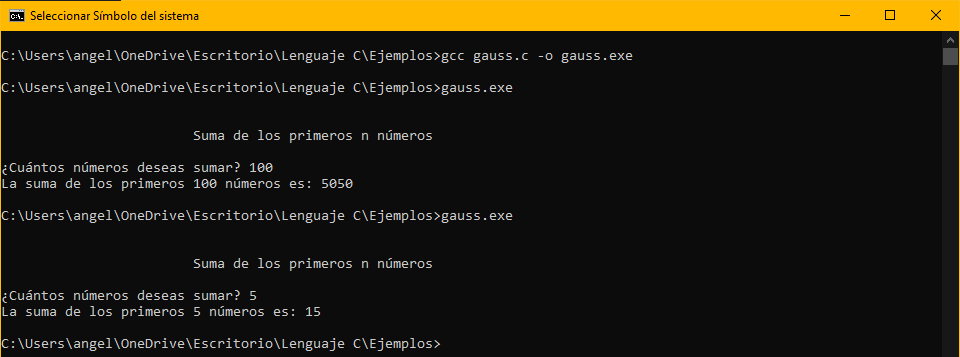 Seleccionar Símbolo del sistema
C:\Users\angel\OneDrive\Escritorio\Lenguaje C\Ejemplos>gcc gauss.c -o gauss.exe
C:\Users\angel\OneDrive\Escritorio\Lenguaje C\Ejemplos>gauss.exe
Suma de los primeros n números
¿Cuántos números deseas sumar? 100
La suma de los primeros 100 números es: 5050
C:\Users\angel\OneDrive\Escritorio\Lenguaje C\Ejemplos>gauss.exe
Suma de los primeros n números
¿Cuántos números deseas sumar? 5
La suma de los primeros 5 números es: 15
C:\Users\angel\OneDrive\Escritorio\Lenguaje C\Ejemplos>